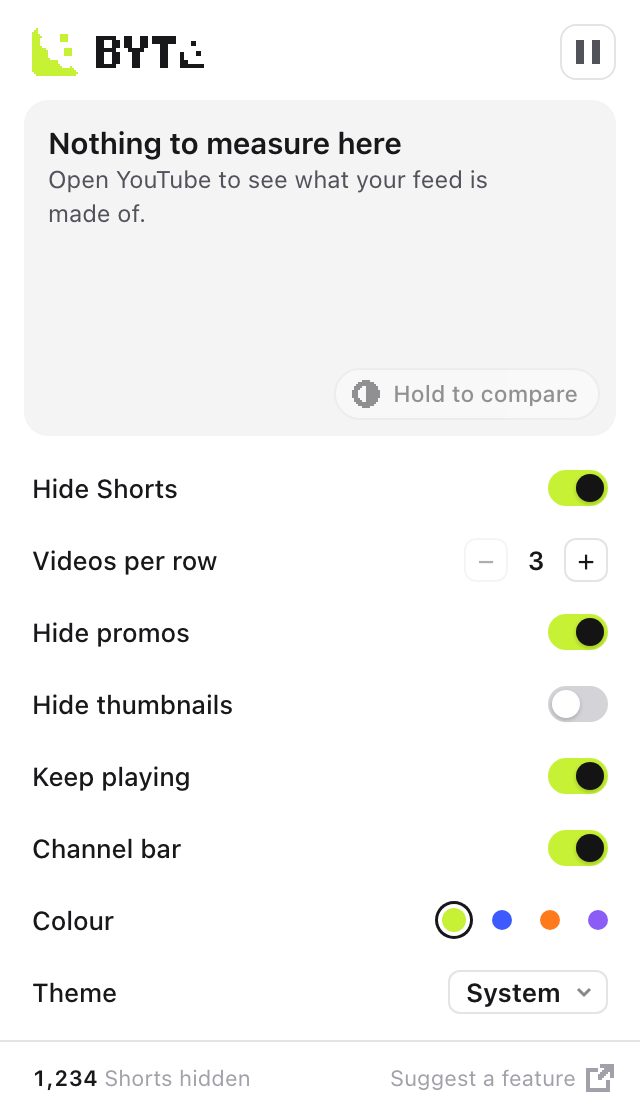 BYTE
Nothing to measure here
Open YouTube to see what your feed is
made of.
Hold to compare
Hide Shorts
Videos per row
− 3 +
Hide promos
Hide thumbnails
Keep playing
Channel bar
Colour
Theme
System
1,234 Shorts hidden
Suggest a feature